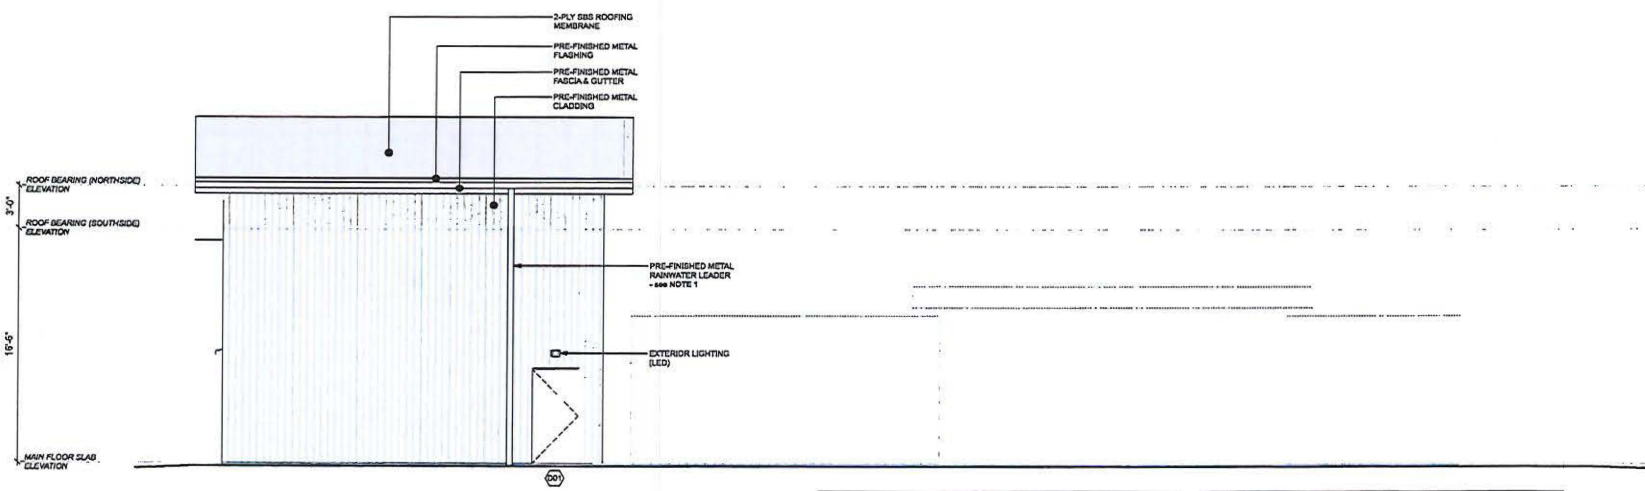 2-PLY SBS ROOFING
MEMBRANE
PRE-FINISHED METAL
FLASHING
PRE-FINISHED METAL
FASCIA & GUTTER
PRE-FINISHED METAL
CLADDING
ROOF BEARING (NORTHSIDE)
ELEVATION
3'-0"
ROOF BEARING (SOUTHSIDE)
ELEVATION
PRE-FINISHED METAL
RAINWATER LEADER
- see NOTE 1
16'-6"
EXTERIOR LIGHTING
(LED)
MAIN FLOOR SLAB
ELEVATION
D01